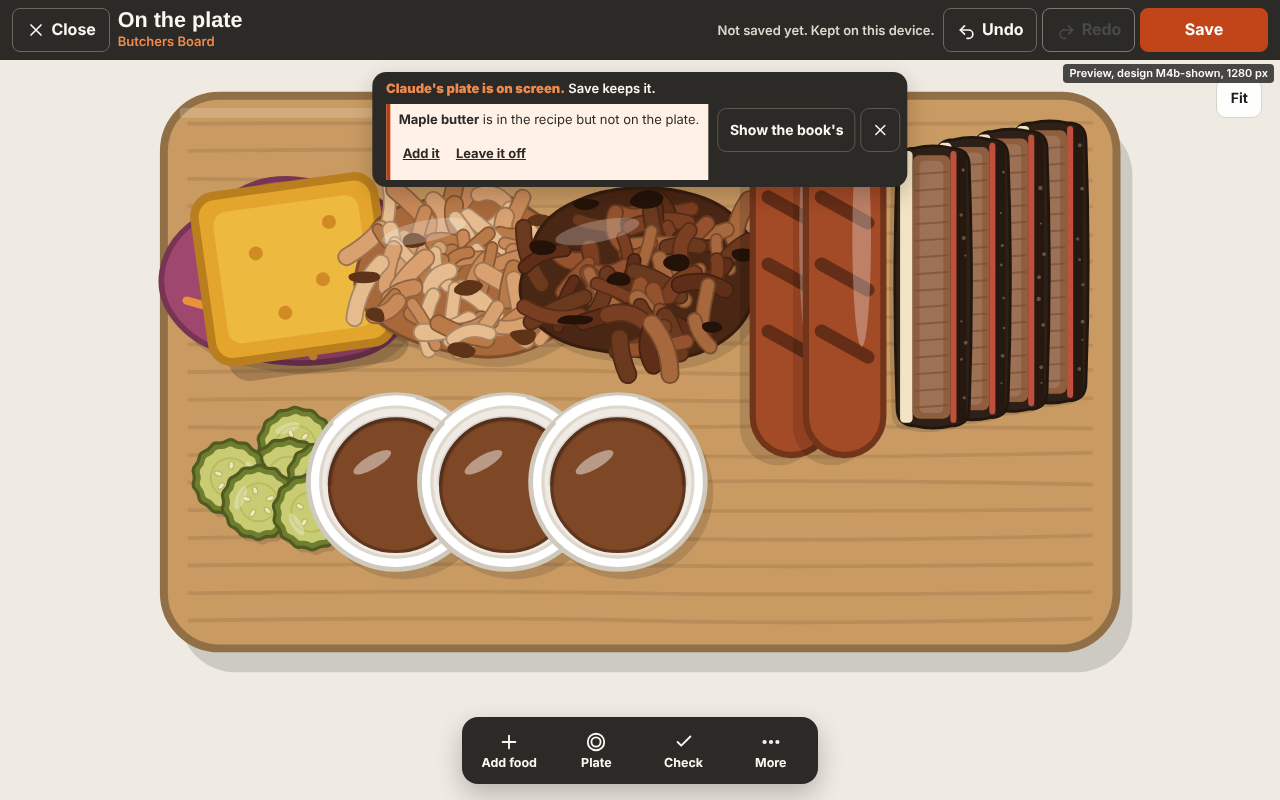 Close
On the plate
Butchers Board
Not saved yet. Kept on this device.
Undo
Redo
Save
Preview, design M4b-shown, 1280 px
Fit
Claude's plate is on screen. Save keeps it.
Maple butter is in the recipe but not on the plate.
Add it Leave it off
Show the book's
Add food
Plate
Check
More